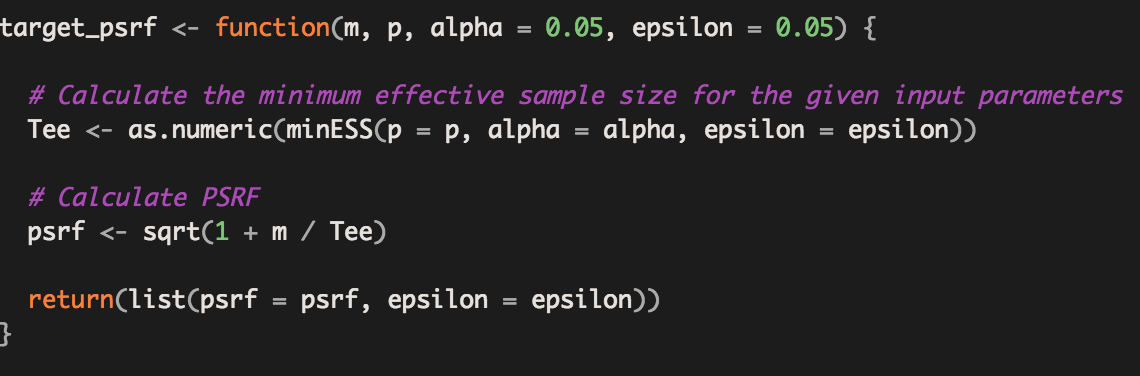 target_psrf <- function(m, p, alpha = 0.05, epsilon = 0.05) {
# Calculate the minimum effective sample size for the given input parameters
Tee <- as.numeric(minESS(p = p, alpha = alpha, epsilon = epsilon))
# Calculate PSRF
psrf <- sqrt(1 + m / Tee)
return(list(psrf = psrf, epsilon = epsilon))
}